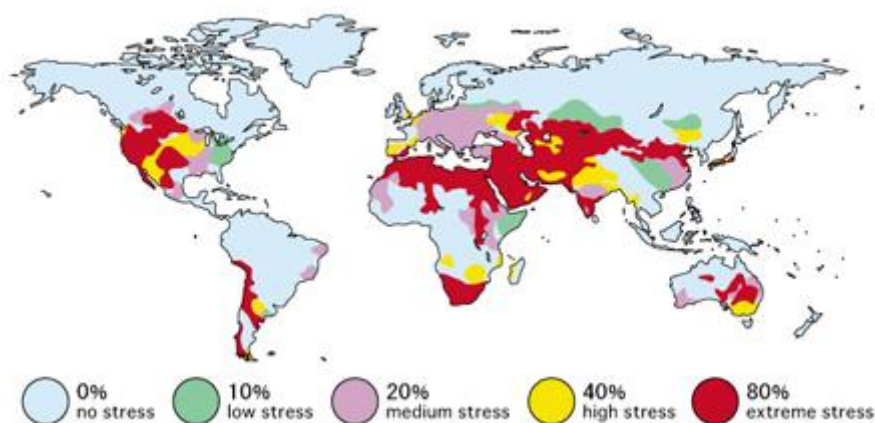 0%
no stress
10%
low stress
20%
medium stress
40%
high stress
80%
extreme stress